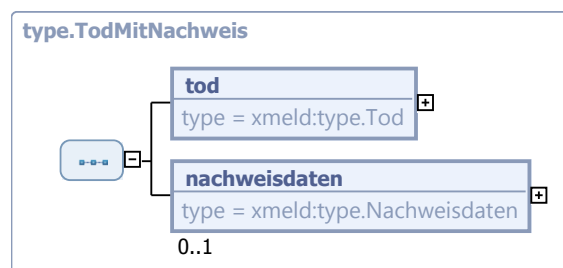 type.TodMitNachweis
tod
type = xmeld:type.Tod
nachweisdaten
type = xmeld:type.Nachweisdaten
0..1